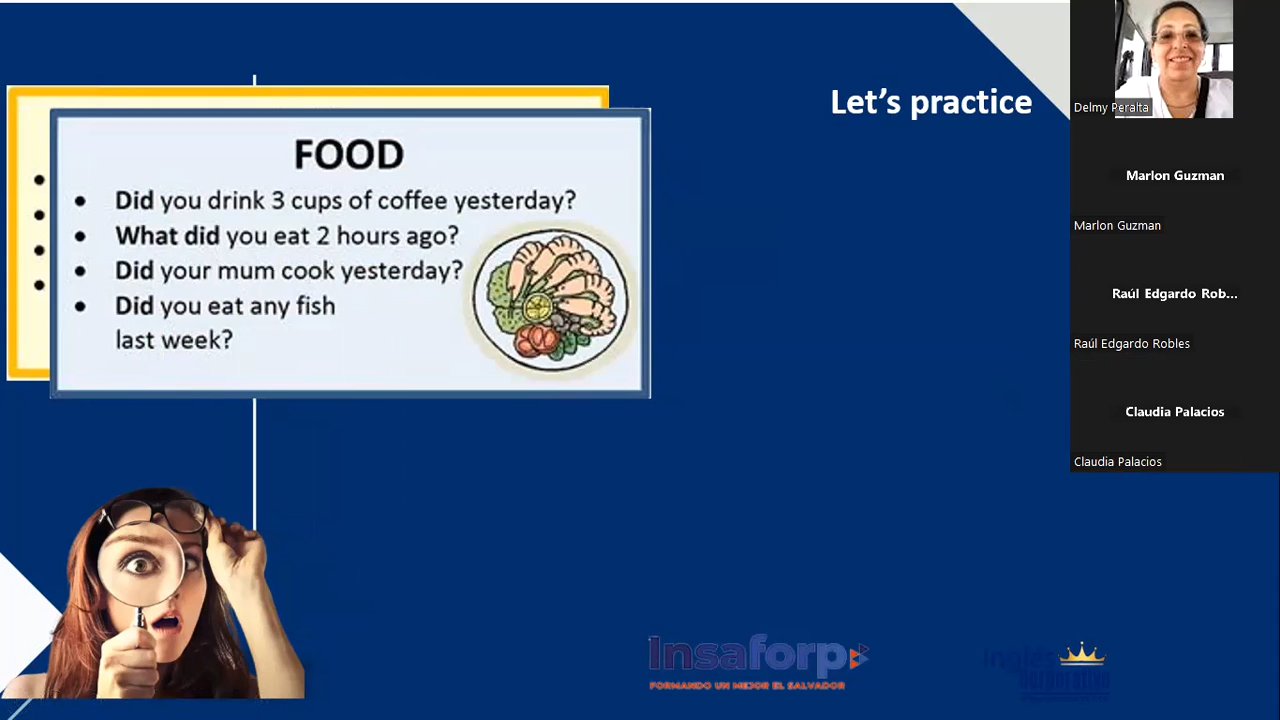 Let's practice
FOOD
• Did you drink 3 cups of coffee yesterday?
• What did you eat 2 hours ago?
• Did your mum cook yesterday?
• Did you eat any fish
last week?
Insaforp
FORMANDO UN MEJOR EL SALVADOR
Inglés
Corporativo
Delmy Peralta
Marlon Guzman
Marlon Guzman
Raúl Edgardo Rob...
Raúl Edgardo Robles
Claudia Palacios
Claudia Palacios